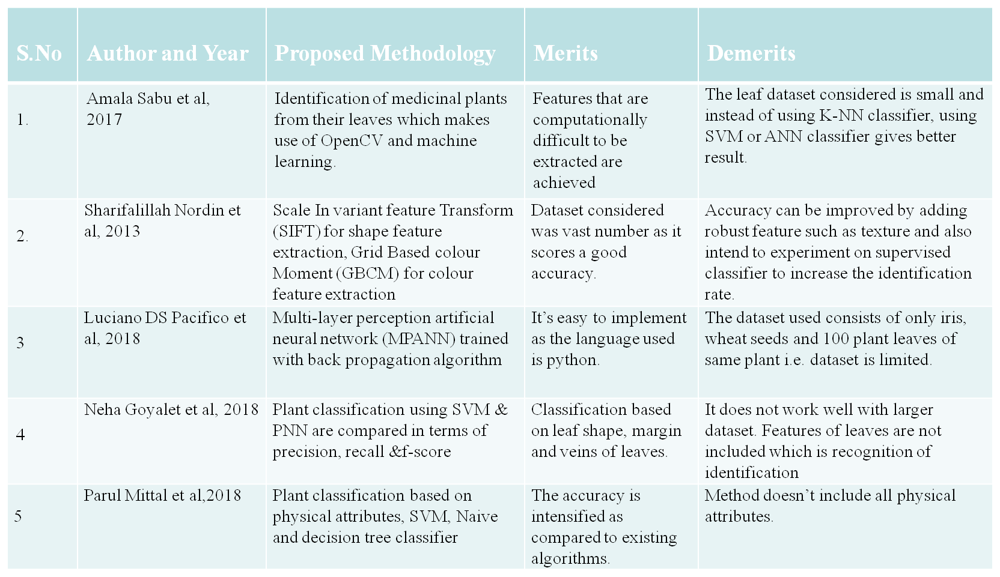 S.No
Author and Year
Proposed Methodology
Merits
Demerits
1.
Amala Sabu et al,
2017
Identification of medicinal plants
from their leaves which makes
use of OpenCV and machine
learning.
Features that are
computationally
difficult to be
extracted are
achieved
The leaf dataset considered is small and
instead of using K-NN classifier, using
SVM or ANN classifier gives better
result.
2.
Sharifalillah Nordin et
al, 2013
Scale In variant feature Transform
(SIFT) for shape feature
extraction, Grid Based colour
Moment (GBCM) for colour
feature extraction
Dataset considered
was vast number as it
scores a good
accuracy.
Accuracy can be improved by adding
robust feature such as texture and also
intend to experiment on supervised
classifier to increase the identification
rate.
3
Luciano DS Pacifico et
al, 2018
Multi-layer perception artificial
neural network (MPANN) trained
with back propagation algorithm
It’s easy to implement
as the language used
is python.
The dataset used consists of only iris,
wheat seeds and 100 plant leaves of
same plant i.e. dataset is limited.
4
Neha Goyalet et al, 2018
Plant classification using SVM &
PNN are compared in terms of
precision, recall &f-score
Classification based
on leaf shape, margin
and veins of leaves.
It does not work well with larger
dataset. Features of leaves are not
included which is recognition of
identification
5
Parul Mittal et al,2018
Plant classification based on
physical attributes, SVM, Naive
and decision tree classifier
The accuracy is
intensified as
compared to existing
algorithms.
Method doesn’t include all physical
attributes.